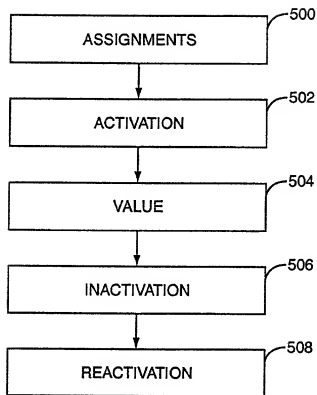 500
ASSIGNMENTS
502
ACTIVATION
504
VALUE
506
INACTIVATION
508
REACTIVATION